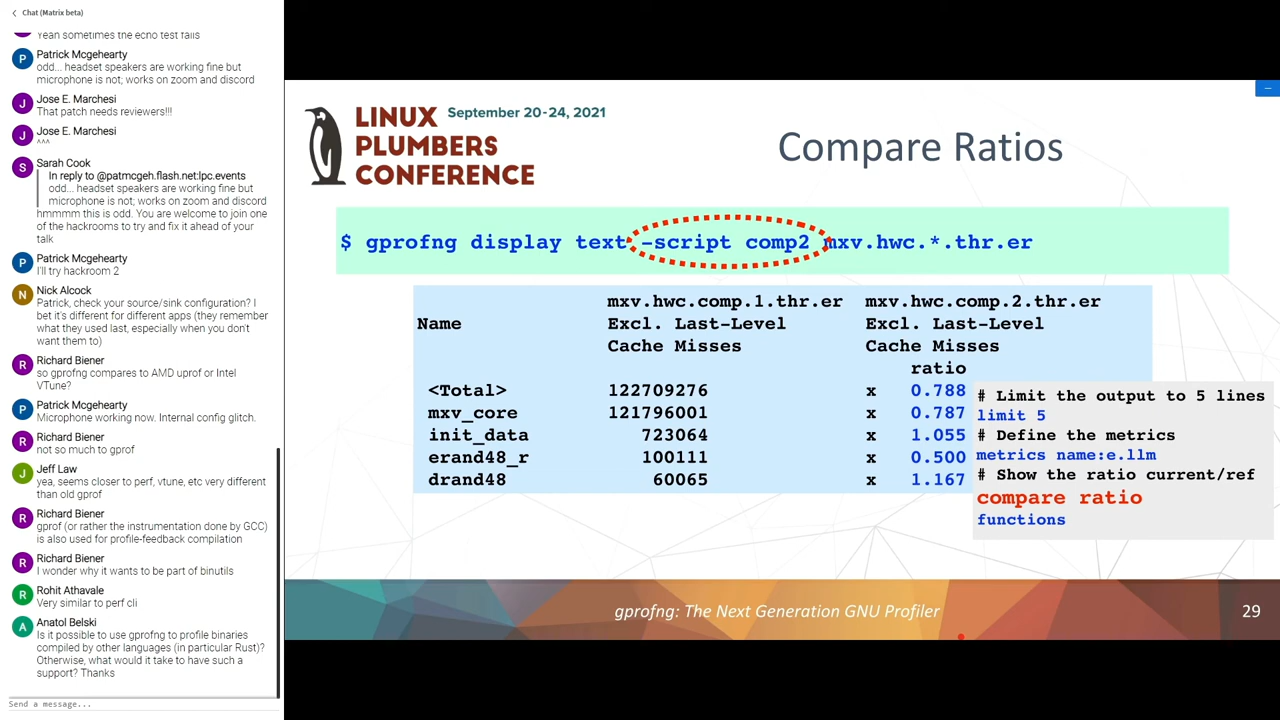 Chat (Matrix beta)
Yeah sometimes the echo test fails
P
Patrick Mcgehearty
odd... headset speakers are working fine but
microphone is not; works on zoom and discord
J
Jose E. Marchesi
That patch needs reviewers!!!
J
Jose E. Marchesi
^^^
S
Sarah Cook
In reply to @patmcgeh.flash.net:lpc.events
odd... headset speakers are working fine but
microphone is not; works on zoom and discord
hmmmm this is odd. You are welcome to join one
of the hackrooms to try and fix it ahead of your
talk
P
Patrick Mcgehearty
I'll try hackroom 2
N
Nick Alcock
Patrick, check your source/sink configuration? I
bet it's different for different apps (they remember
what they used last, especially when you don't
want them to)
R
Richard Biener
so gprofng compares to AMD uprof or Intel
VTune?
P
Patrick Mcgehearty
Microphone working now. Internal config glitch.
R
Richard Biener
not so much to gprof
J
Jeff Law
yea, seems closer to perf, vtune, etc very different
than old gprof
R
Richard Biener
gprof (or rather the instrumentation done by GCC)
is also used for profile-feedback compilation
R
Richard Biener
I wonder why it wants to be part of binutils
R
Rohit Athavale
Very similar to perf cli
A
Anatol Belski
Is it possible to use gprofng to profile binaries
compiled by other languages (in particular Rust)?
Otherwise, what would it take to have such a
support? Thanks
Send a message...
LINUX
PLUMBERS
CONFERENCE
September 20-24, 2021
Compare Ratios
$ gprofng display text -script comp2 mxv.hwc.*.thr.er
mxv.hwc.comp.1.thr.er mxv.hwc.comp.2.thr.er
Name Excl. Last-Level Excl. Last-Level
Cache Misses Cache Misses
ratio
<Total> 122709276 x 0.788
mxv_core 121796001 x 0.787
init_data 723064 x 1.055
erand48_r 100111 x 0.500
drand48 60065 x 1.167
# Limit the output to 5 lines
limit 5
# Define the metrics
metrics name:e.llm
# Show the ratio current/ref
compare ratio
functions
gprofng: The Next Generation GNU Profiler
29